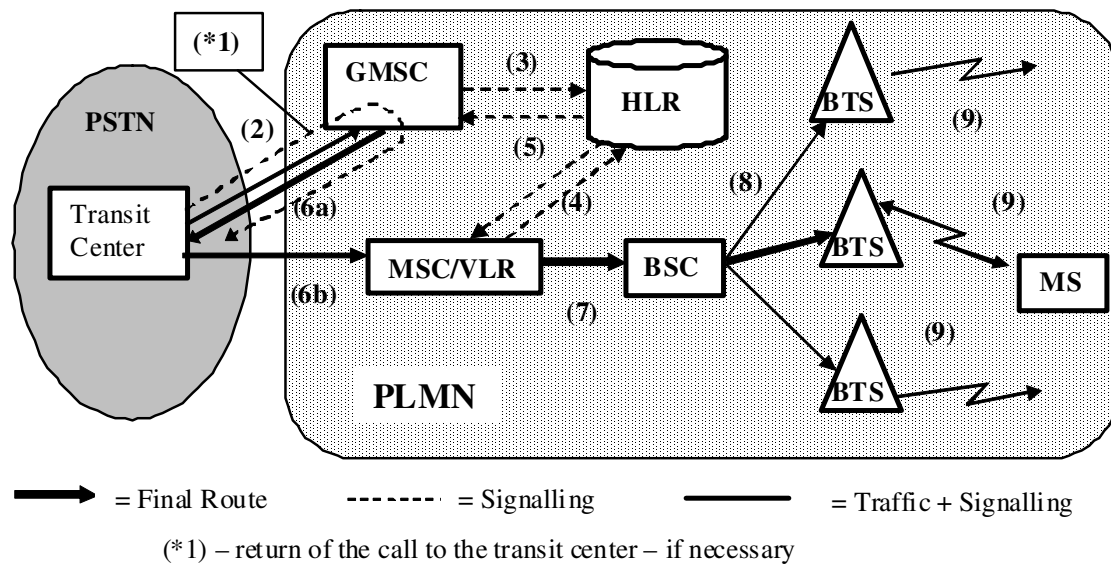 (*1)
GMSC
(3)
HLR
BTS
(9)
PSTN
(2)
(5)
(8)
(6a)
(4)
(9)
Transit
Center
MSC/VLR
BSC
BTS
MS
(6b)
(7)
(9)
PLMN
BTS
= Final Route
= Signalling
= Traffic + Signalling
(*1) – return of the call to the transit center – if necessary